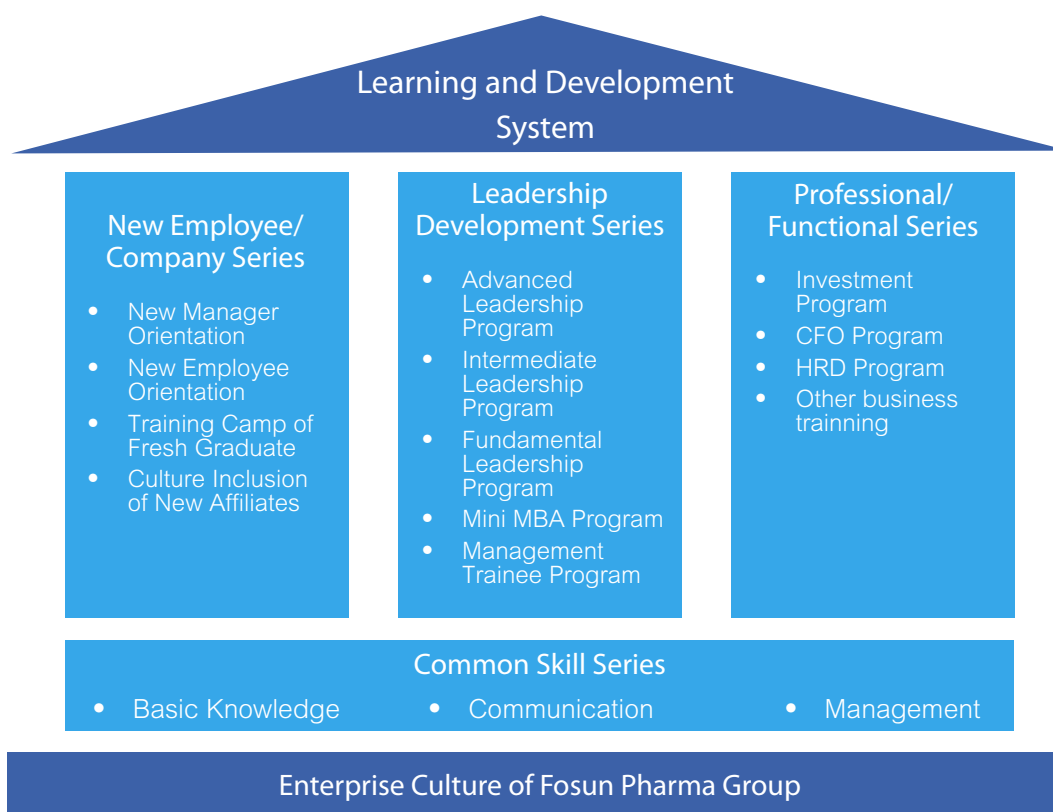 Learning and Development
System
New Employee/
Company Series
• New Manager
Orientation
• New Employee
Orientation
• Training Camp of
Fresh Graduate
• Culture Inclusion
of New Affiliates
Leadership
Development Series
• Advanced
Leadership
Program
• Intermediate
Leadership
Program
• Fundamental
Leadership
Program
• Mini MBA Program
• Management
Trainee Program
Professional/
Functional Series
• Investment
Program
• CFO Program
• HRD Program
• Other business
trainning
Common Skill Series
• Basic Knowledge • Communication • Management
Enterprise Culture of Fosun Pharma Group